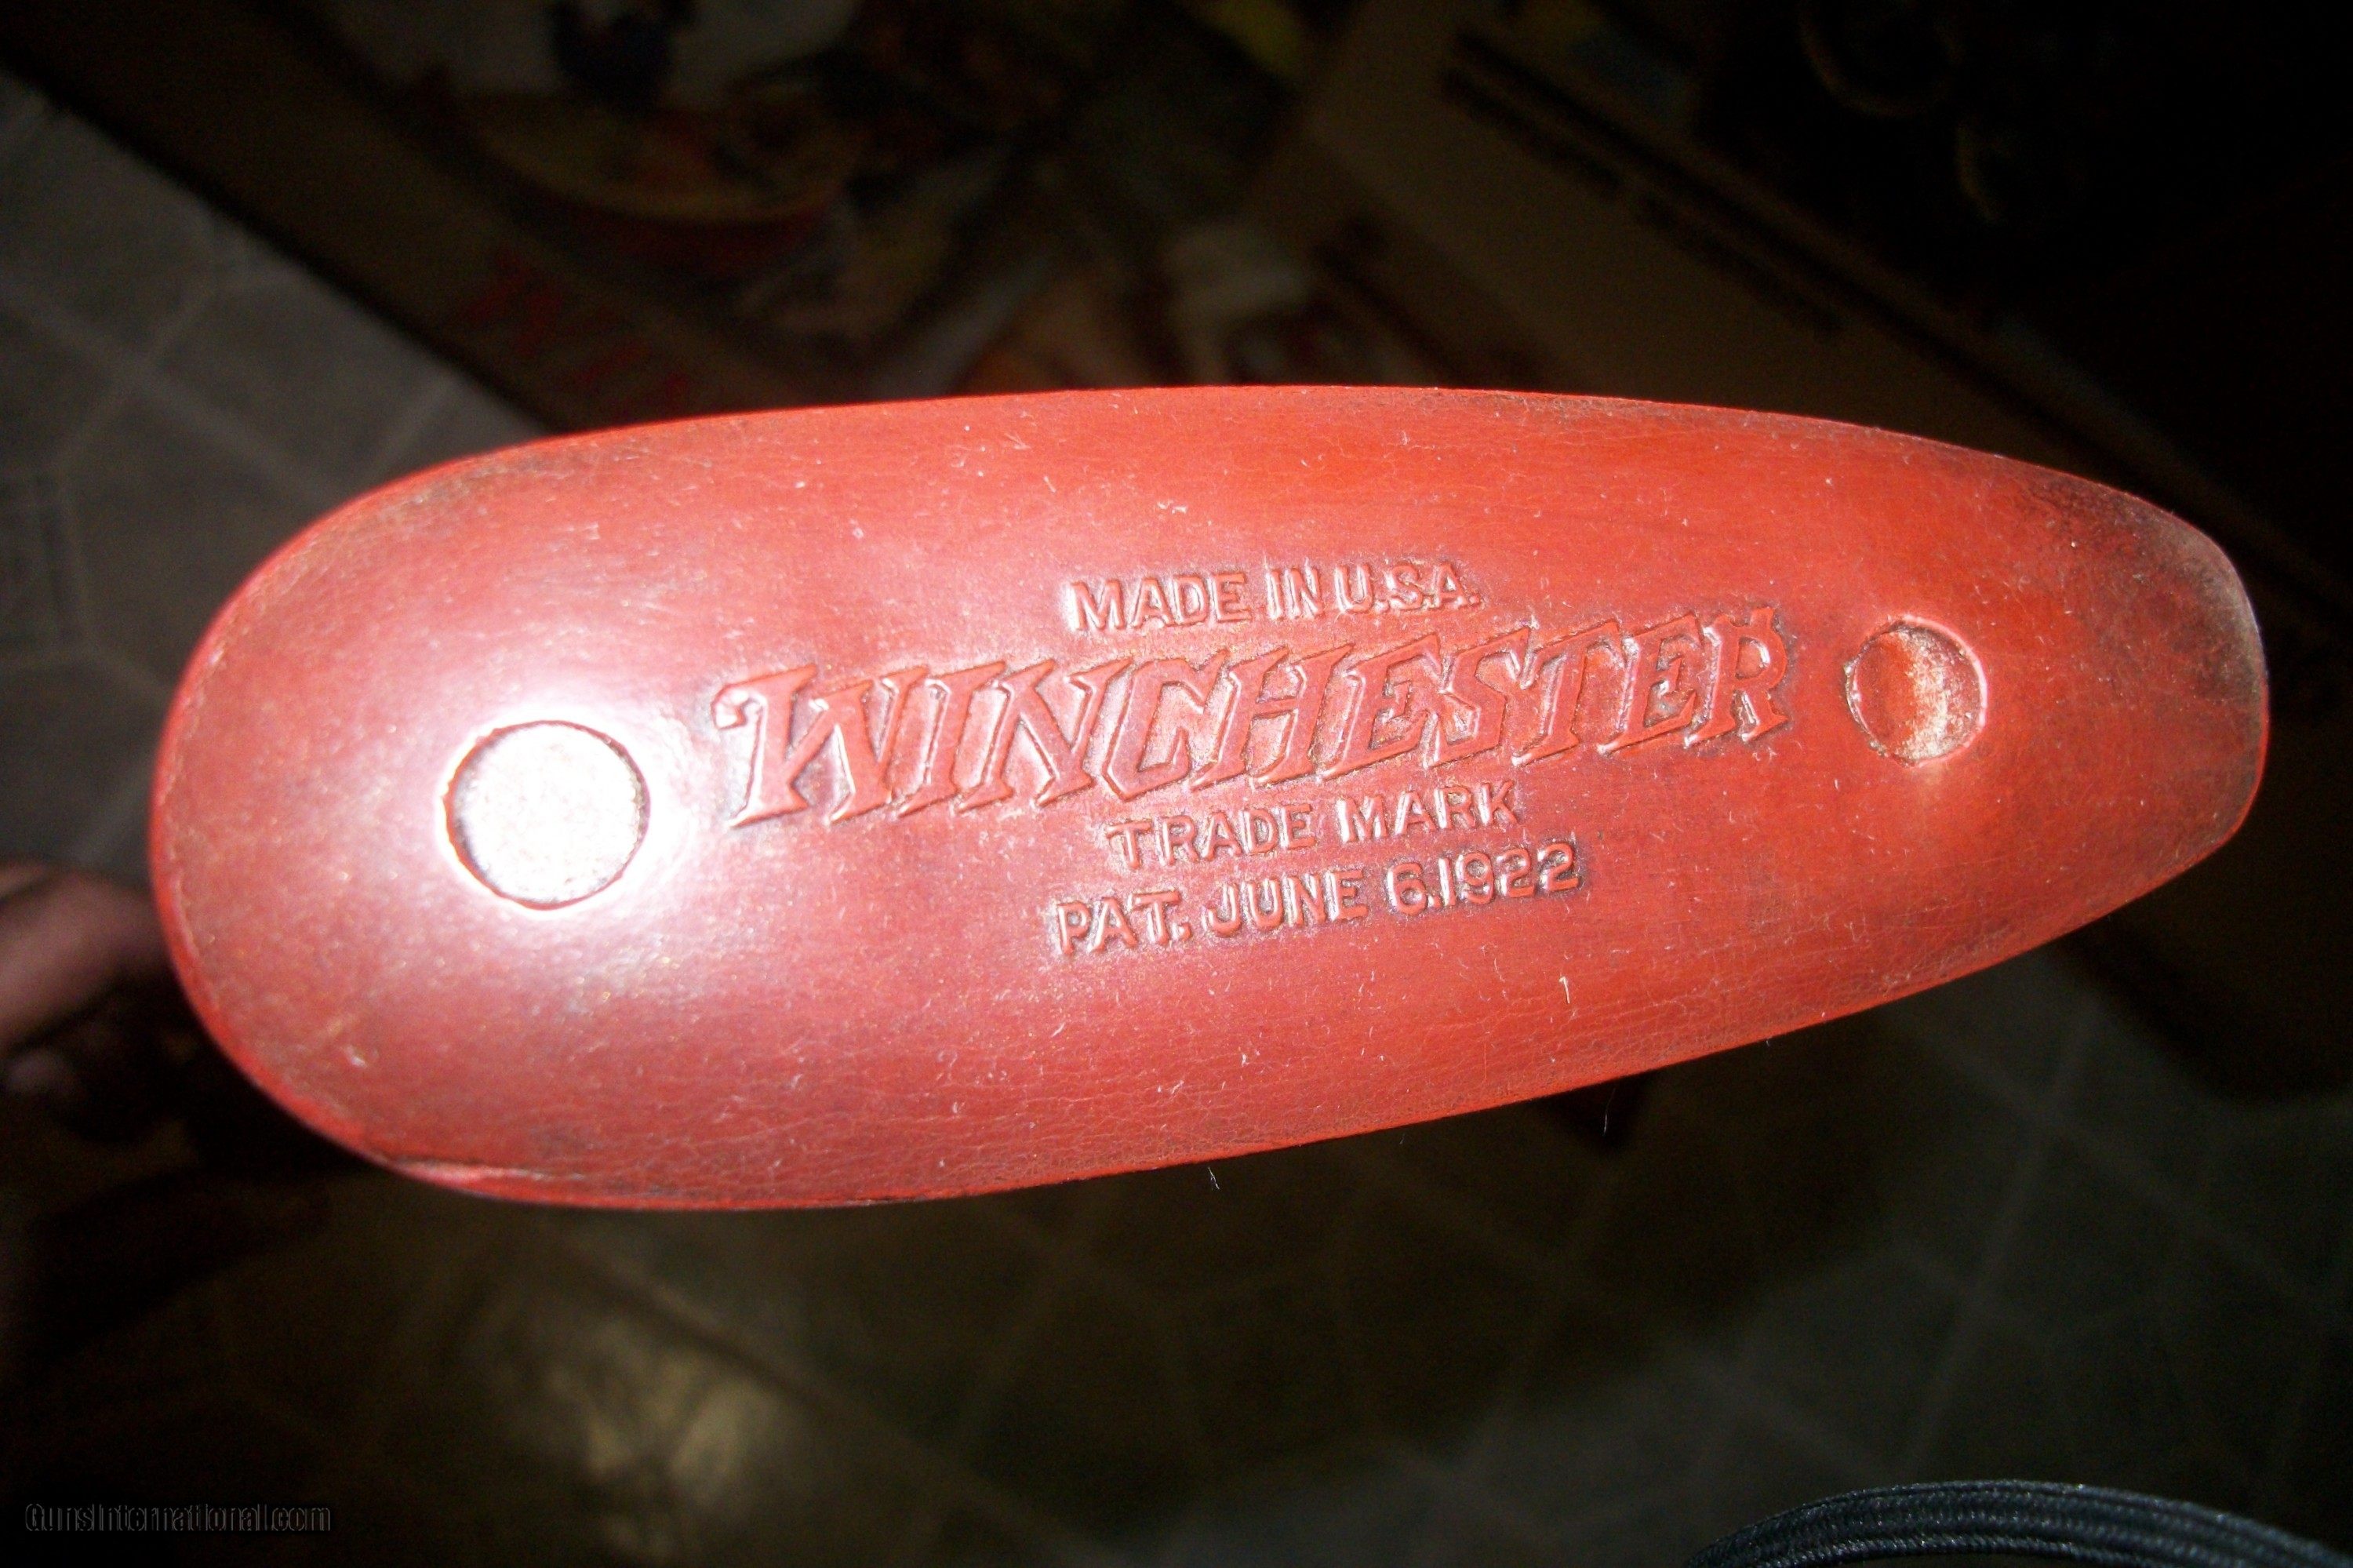 MADE IN U.S.A.
WINCHESTER
TRADE MARK
PAT. JUNE 6.1922
GunsInternational.com